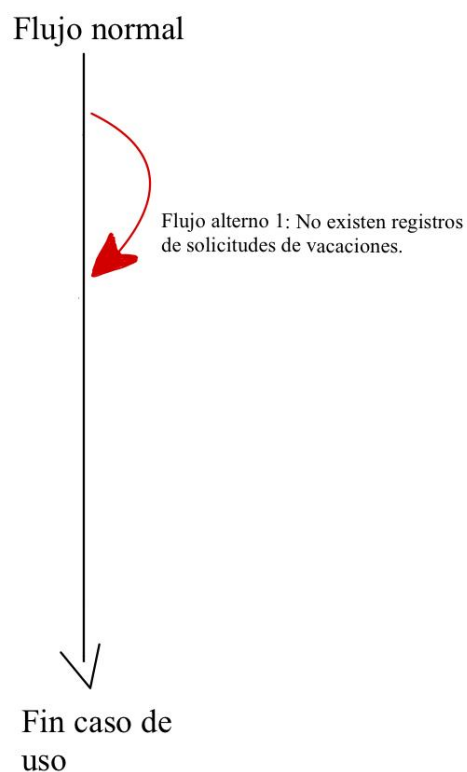 Flujo normal
Flujo alterno 1: No existen registros
de solicitudes de vacaciones.
Fin caso de
uso